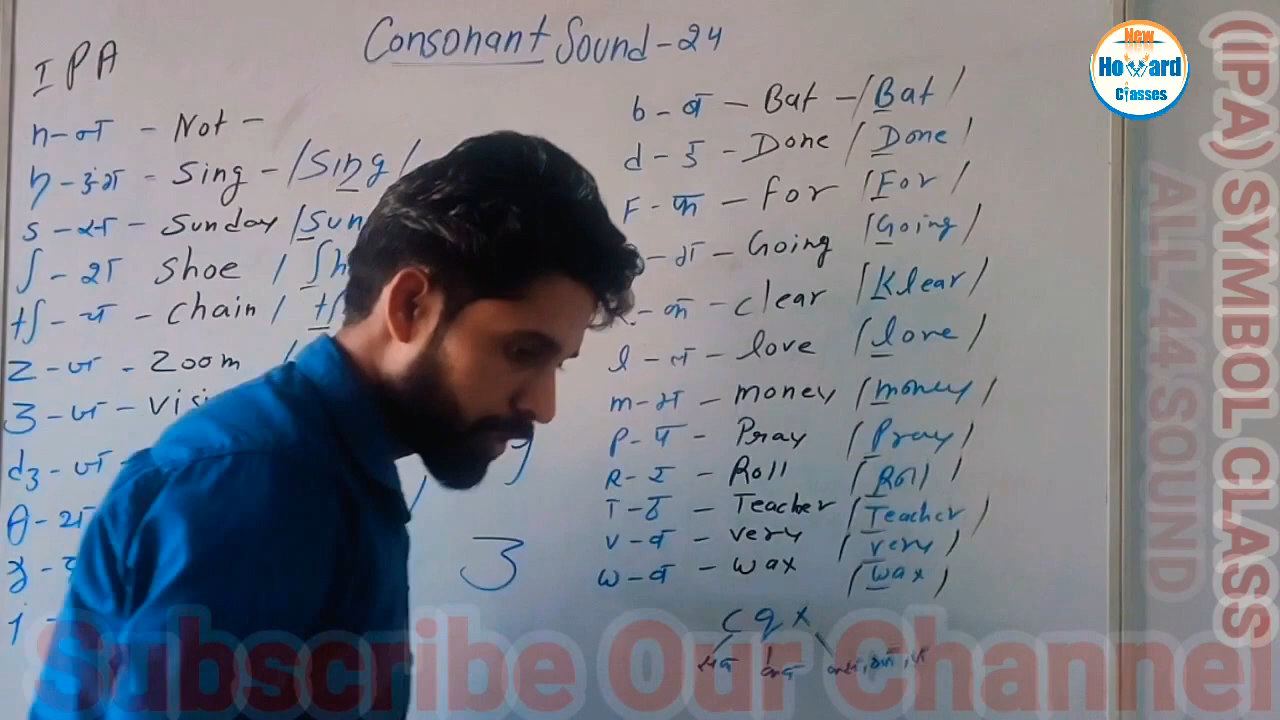 IPA
Consonant Sound - 24
n - न् - Not -
ŋ - ङ्ग - Sing - /Sing/
s - स् - Sunday /Sun
ʃ - श् Shoe / ʃh
tʃ - च् - chain / tʃ
z - ज् - Zoom /
ʒ - ज् - visi
dʒ - ज् -
θ - थ्
j -
ʒ
b - ब् - Bat - /Bat/
d - ड् - Done /Done/
F - फ् - For /For/
- ग् - Going /Going/
- क् - clear /Klear/
l - ल् - love /love/
m - म् - money /money/
P - प् - Pray /Pray/
R - र् - Roll /Roll/
T - ट् - Teacher /Teacher/
v - व् - very /very/
w - व् - wax /wax/
c q x
New
Howard
Classes
(IPA) SYMBOL CLASS
ALL 44 SOUND
Subscribe Our Channel